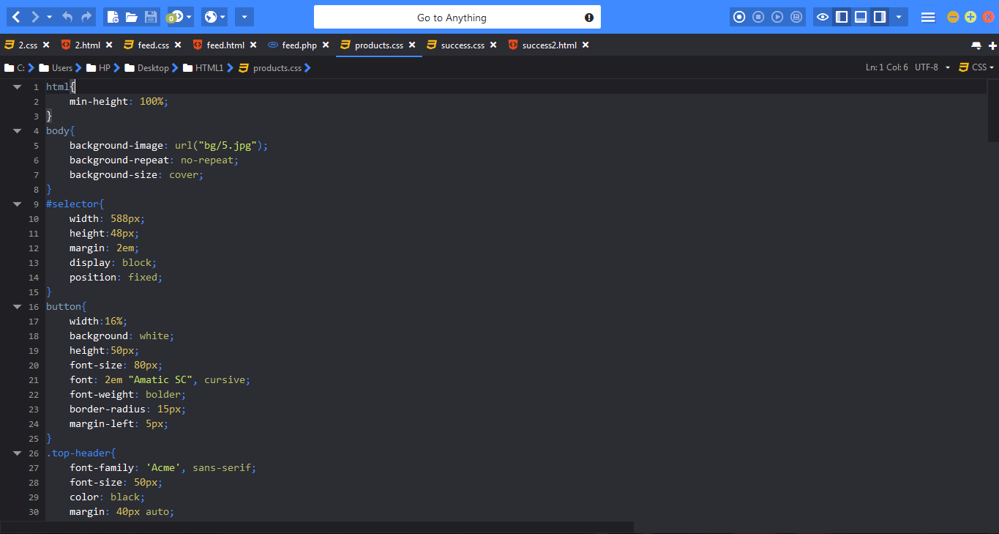 Go to Anything
0
2.css 2.html feed.css feed.html feed.php products.css success.css success2.html
C: Users HP Desktop HTML1 products.css Ln: 1 Col: 6 UTF-8 CSS
1 html{
2 min-height: 100%;
3 }
4 body{
5 background-image: url("bg/5.jpg");
6 background-repeat: no-repeat;
7 background-size: cover;
8 }
9 #selector{
10 width: 588px;
11 height:48px;
12 margin: 2em;
13 display: block;
14 position: fixed;
15 }
16 button{
17 width:16%;
18 background: white;
19 height:50px;
20 font-size: 80px;
21 font: 2em "Amatic SC", cursive;
22 font-weight: bolder;
23 border-radius: 15px;
24 margin-left: 5px;
25 }
26 .top-header{
27 font-family: 'Acme', sans-serif;
28 font-size: 50px;
29 color: black;
30 margin: 40px auto;